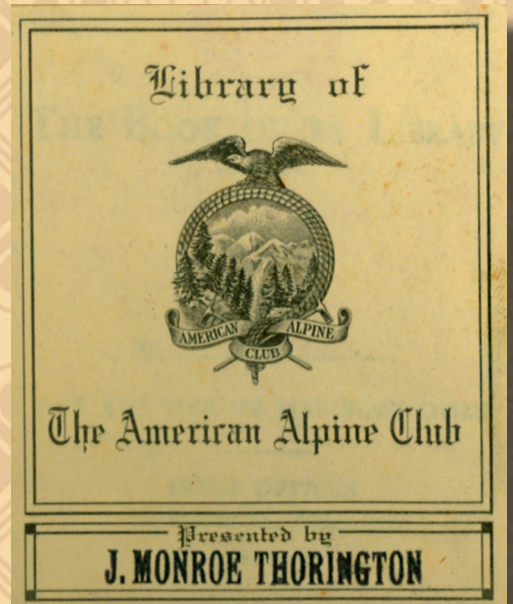 Library of
AMERICAN ALPINE
CLUB
The American Alpine Club
Presented by
J. MONROE THORINGTON